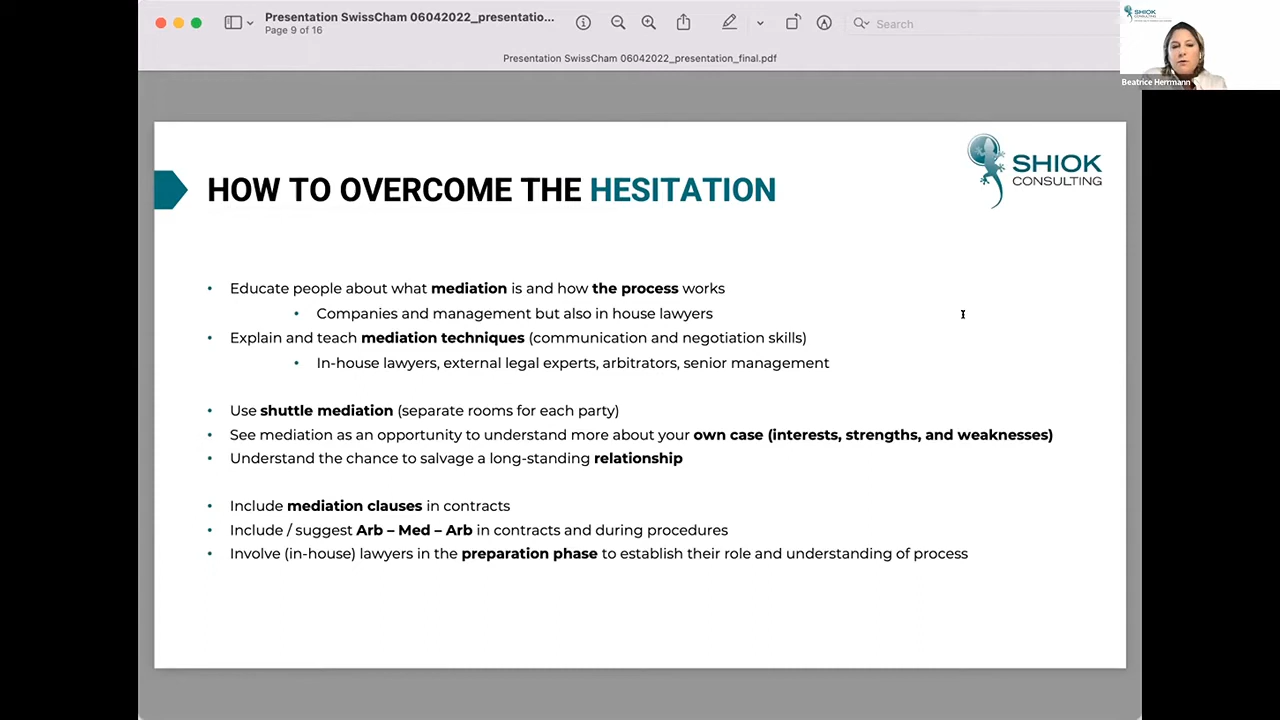 Presentation SwissCham 06042022_presentatio...
Page 9 of 16
Search
SHIOK
CONSULTING
Beatrice Herrmann
Presentation SwissCham 06042022_presentation_final.pdf
SHIOK
CONSULTING
HOW TO OVERCOME THE HESITATION
• Educate people about what mediation is and how the process works
• Companies and management but also in house lawyers
• Explain and teach mediation techniques (communication and negotiation skills)
• In-house lawyers, external legal experts, arbitrators, senior management
• Use shuttle mediation (separate rooms for each party)
• See mediation as an opportunity to understand more about your own case (interests, strengths, and weaknesses)
• Understand the chance to salvage a long-standing relationship
• Include mediation clauses in contracts
• Include / suggest Arb – Med – Arb in contracts and during procedures
• Involve (in-house) lawyers in the preparation phase to establish their role and understanding of process